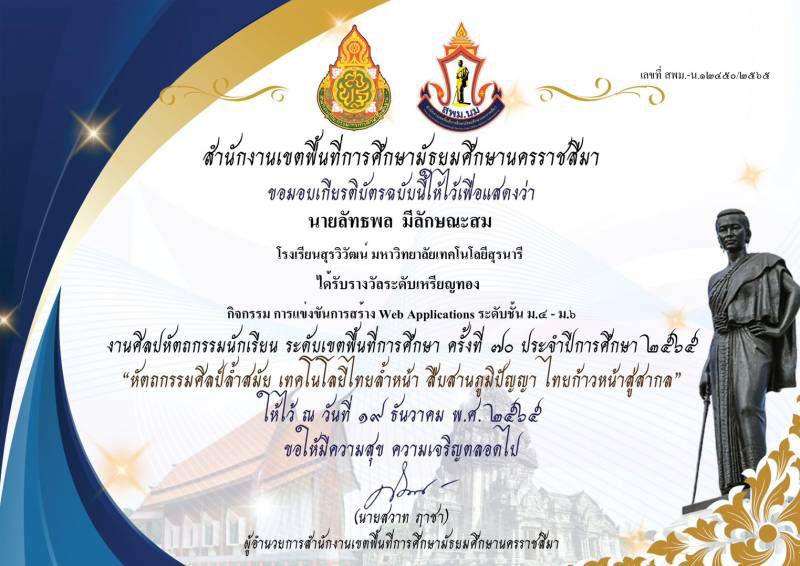 เลขที่ สพม.-น.๑๒๔๕๐/๒๕๖๕
สพม.นม
สำนักงานเขตพื้นที่การศึกษามัธยมศึกษานครราชสีมา
ขอมอบเกียรติบัตรฉบับนี้ให้ไว้เพื่อแสดงว่า
นายลัทธพล มีลักษณะสม
โรงเรียนสุรวิวัฒน์ มหาวิทยาลัยเทคโนโลยีสุรนารี
ได้รับรางวัลระดับเหรียญทอง
กิจกรรม การแข่งขันการสร้าง Web Applications ระดับชั้น ม.๔ - ม.๖
งานศิลปหัตถกรรมนักเรียน ระดับเขตพื้นที่การศึกษา ครั้งที่ ๗๐ ประจำปีการศึกษา ๒๕๖๕
“หัตถกรรมศิลป์ล้ำสมัย เทคโนโลยีไทยล้ำหน้า สืบสานภูมิปัญญา ไทยก้าวหน้าสู่สากล”
ให้ไว้ ณ วันที่ ๑๙ ธันวาคม พ.ศ. ๒๕๖๕
ขอให้มีความสุข ความเจริญตลอดไป
(นายสวาท ฦาชา)
ผู้อำนวยการสำนักงานเขตพื้นที่การศึกษามัธยมศึกษานครราชสีมา